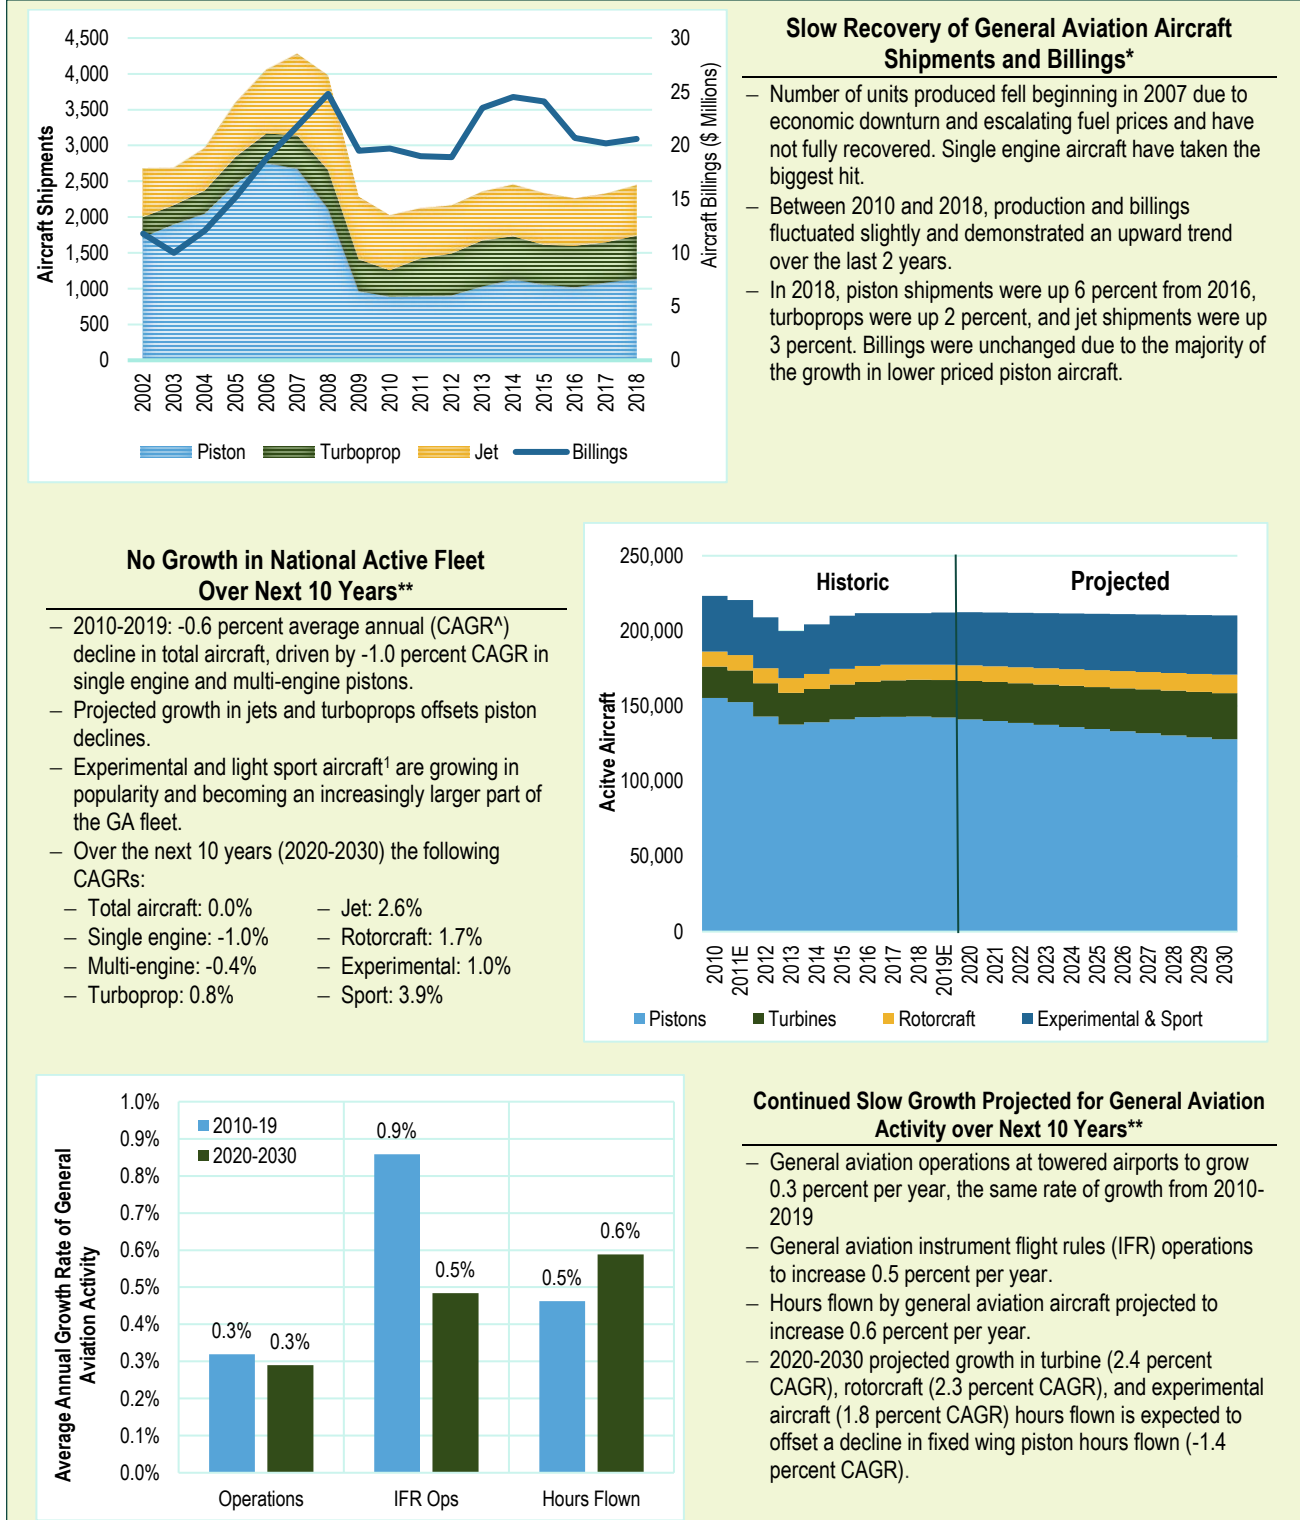 4,500
4,000
3,500
3,000
2,500
2,000
1,500
1,000
500
0
Aircraft Shipments
30
25
20
15
10
5
0
Aircraft Billings ($ Millions)
2002
2003
2004
2005
2006
2007
2008
2009
2010
2011
2012
2013
2014
2015
2016
2017
2018
Piston
Turboprop
Jet
Billings
Slow Recovery of General Aviation Aircraft
Shipments and Billings*
– Number of units produced fell beginning in 2007 due to
economic downturn and escalating fuel prices and have
not fully recovered. Single engine aircraft have taken the
biggest hit.
– Between 2010 and 2018, production and billings
fluctuated slightly and demonstrated an upward trend
over the last 2 years.
– In 2018, piston shipments were up 6 percent from 2016,
turboprops were up 2 percent, and jet shipments were up
3 percent. Billings were unchanged due to the majority of
the growth in lower priced piston aircraft.
No Growth in National Active Fleet
Over Next 10 Years**
– 2010-2019: -0.6 percent average annual (CAGR^)
decline in total aircraft, driven by -1.0 percent CAGR in
single engine and multi-engine pistons.
– Projected growth in jets and turboprops offsets piston
declines.
– Experimental and light sport aircraft¹ are growing in
popularity and becoming an increasingly larger part of
the GA fleet.
– Over the next 10 years (2020-2030) the following
CAGRs:
– Total aircraft: 0.0%
– Single engine: -1.0%
– Multi-engine: -0.4%
– Turboprop: 0.8%
– Jet: 2.6%
– Rotorcraft: 1.7%
– Experimental: 1.0%
– Sport: 3.9%
250,000
200,000
150,000
100,000
50,000
0
Acitve Aircraft
Historic
Projected
2010
2011E
2012
2013
2014
2015
2016
2017
2018
2019E
2020
2021
2022
2023
2024
2025
2026
2027
2028
2029
2030
Pistons
Turbines
Rotorcraft
Experimental & Sport
1.0%
0.9%
0.8%
0.7%
0.6%
0.5%
0.4%
0.3%
0.2%
0.1%
0.0%
Average Annual Growth Rate of General
Aviation Activity
2010-19
2020-2030
0.3%
0.3%
0.9%
0.5%
0.5%
0.6%
Operations
IFR Ops
Hours Flown
Continued Slow Growth Projected for General Aviation
Activity over Next 10 Years**
– General aviation operations at towered airports to grow
0.3 percent per year, the same rate of growth from 2010-
2019
– General aviation instrument flight rules (IFR) operations
to increase 0.5 percent per year.
– Hours flown by general aviation aircraft projected to
increase 0.6 percent per year.
– 2020-2030 projected growth in turbine (2.4 percent
CAGR), rotorcraft (2.3 percent CAGR), and experimental
aircraft (1.8 percent CAGR) hours flown is expected to
offset a decline in fixed wing piston hours flown (-1.4
percent CAGR).